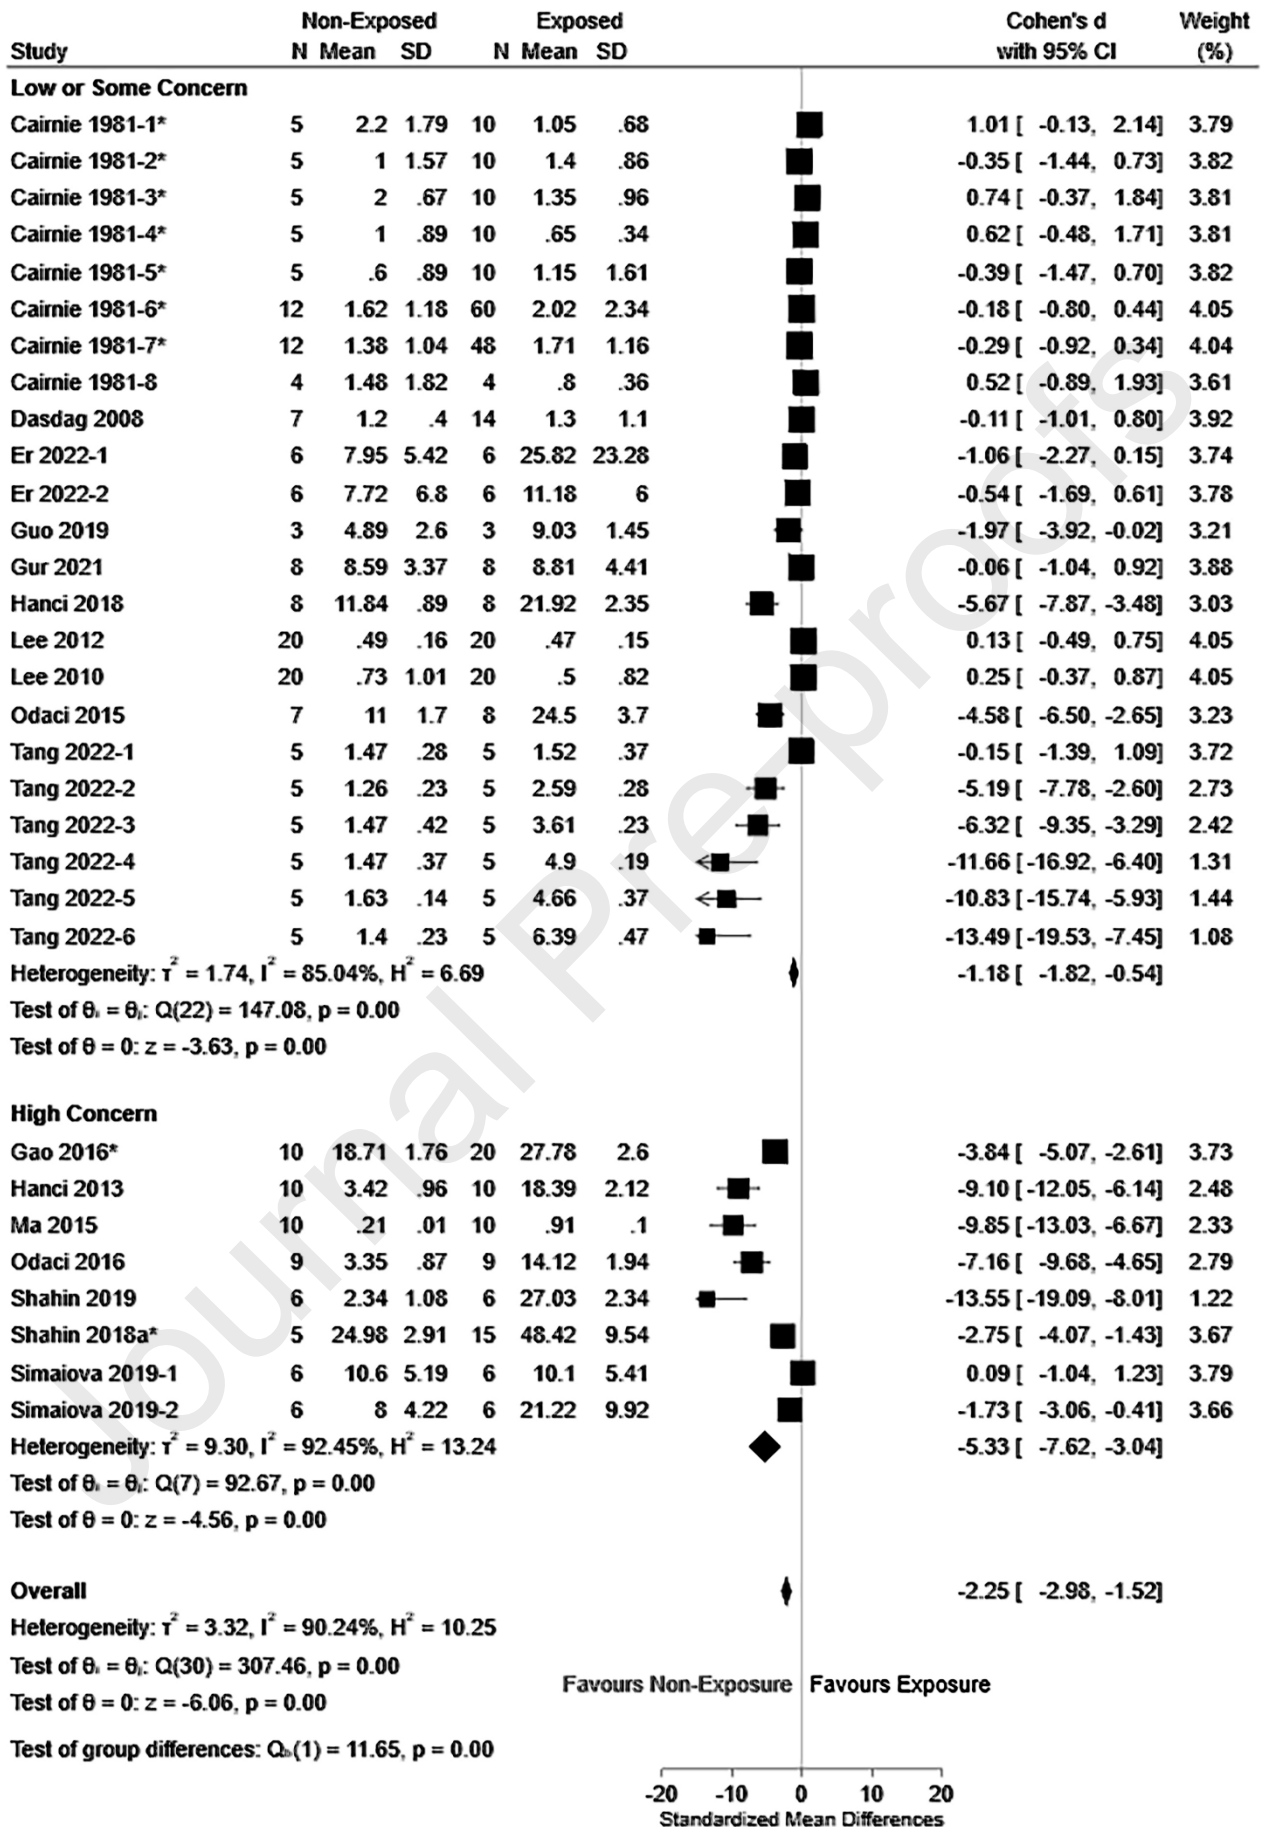 Non-Exposed Exposed Cohen's d Weight
Study N Mean SD N Mean SD with 95% CI (%)
Low or Some Concern
Cairnie 1981-1* 5 2.2 1.79 10 1.05 .68 1.01 [ -0.13, 2.14] 3.79
Cairnie 1981-2* 5 1 1.57 10 1.4 .86 -0.35 [ -1.44, 0.73] 3.82
Cairnie 1981-3* 5 2 .67 10 1.35 .96 0.74 [ -0.37, 1.84] 3.81
Cairnie 1981-4* 5 1 .89 10 .65 .34 0.62 [ -0.48, 1.71] 3.81
Cairnie 1981-5* 5 .6 .89 10 1.15 1.61 -0.39 [ -1.47, 0.70] 3.82
Cairnie 1981-6* 12 1.62 1.18 60 2.02 2.34 -0.18 [ -0.80, 0.44] 4.05
Cairnie 1981-7* 12 1.38 1.04 48 1.71 1.16 -0.29 [ -0.92, 0.34] 4.04
Cairnie 1981-8 4 1.48 1.82 4 .8 .36 0.52 [ -0.89, 1.93] 3.61
Dasdag 2008 7 1.2 .4 14 1.3 1.1 -0.11 [ -1.01, 0.80] 3.92
Er 2022-1 6 7.95 5.42 6 25.82 23.28 -1.06 [ -2.27, 0.15] 3.74
Er 2022-2 6 7.72 6.8 6 11.18 6 -0.54 [ -1.69, 0.61] 3.78
Guo 2019 3 4.89 2.6 3 9.03 1.45 -1.97 [ -3.92, -0.02] 3.21
Gur 2021 8 8.59 3.37 8 8.81 4.41 -0.06 [ -1.04, 0.92] 3.88
Hanci 2018 8 11.84 .89 8 21.92 2.35 -5.67 [ -7.87, -3.48] 3.03
Lee 2012 20 .49 .16 20 .47 .15 0.13 [ -0.49, 0.75] 4.05
Lee 2010 20 .73 1.01 20 .5 .82 0.25 [ -0.37, 0.87] 4.05
Odaci 2015 7 11 1.7 8 24.5 3.7 -4.58 [ -6.50, -2.65] 3.23
Tang 2022-1 5 1.47 .28 5 1.52 .37 -0.15 [ -1.39, 1.09] 3.72
Tang 2022-2 5 1.26 .23 5 2.59 .28 -5.19 [ -7.78, -2.60] 2.73
Tang 2022-3 5 1.47 .42 5 3.61 .23 -6.32 [ -9.35, -3.29] 2.42
Tang 2022-4 5 1.47 .37 5 4.9 .19 -11.66 [-16.92, -6.40] 1.31
Tang 2022-5 5 1.63 .14 5 4.66 .37 -10.83 [-15.74, -5.93] 1.44
Tang 2022-6 5 1.4 .23 5 6.39 .47 -13.49 [-19.53, -7.45] 1.08
Heterogeneity: τ² = 1.74, I² = 85.04%, H² = 6.69 -1.18 [ -1.82, -0.54]
Test of θᵢ = θⱼ: Q(22) = 147.08, p = 0.00
Test of θ = 0: z = -3.63, p = 0.00
High Concern
Gao 2016* 10 18.71 1.76 20 27.78 2.6 -3.84 [ -5.07, -2.61] 3.73
Hanci 2013 10 3.42 .96 10 18.39 2.12 -9.10 [-12.05, -6.14] 2.48
Ma 2015 10 .21 .01 10 .91 .1 -9.85 [-13.03, -6.67] 2.33
Odaci 2016 9 3.35 .87 9 14.12 1.94 -7.16 [ -9.68, -4.65] 2.79
Shahin 2019 6 2.34 1.08 6 27.03 2.34 -13.55 [-19.09, -8.01] 1.22
Shahin 2018a* 5 24.98 2.91 15 48.42 9.54 -2.75 [ -4.07, -1.43] 3.67
Simaiova 2019-1 6 10.6 5.19 6 10.1 5.41 0.09 [ -1.04, 1.23] 3.79
Simaiova 2019-2 6 8 4.22 6 21.22 9.92 -1.73 [ -3.06, -0.41] 3.66
Heterogeneity: τ² = 9.30, I² = 92.45%, H² = 13.24 -5.33 [ -7.62, -3.04]
Test of θᵢ = θⱼ: Q(7) = 92.67, p = 0.00
Test of θ = 0: z = -4.56, p = 0.00
Overall -2.25 [ -2.98, -1.52]
Heterogeneity: τ² = 3.32, I² = 90.24%, H² = 10.25
Test of θᵢ = θⱼ: Q(30) = 307.46, p = 0.00
Favours Non-Exposure Favours Exposure
Test of θ = 0: z = -6.06, p = 0.00
Test of group differences: Q_b(1) = 11.65, p = 0.00
-20 -10 0 10 20
Standardized Mean Differences
Journal Pre-proofs